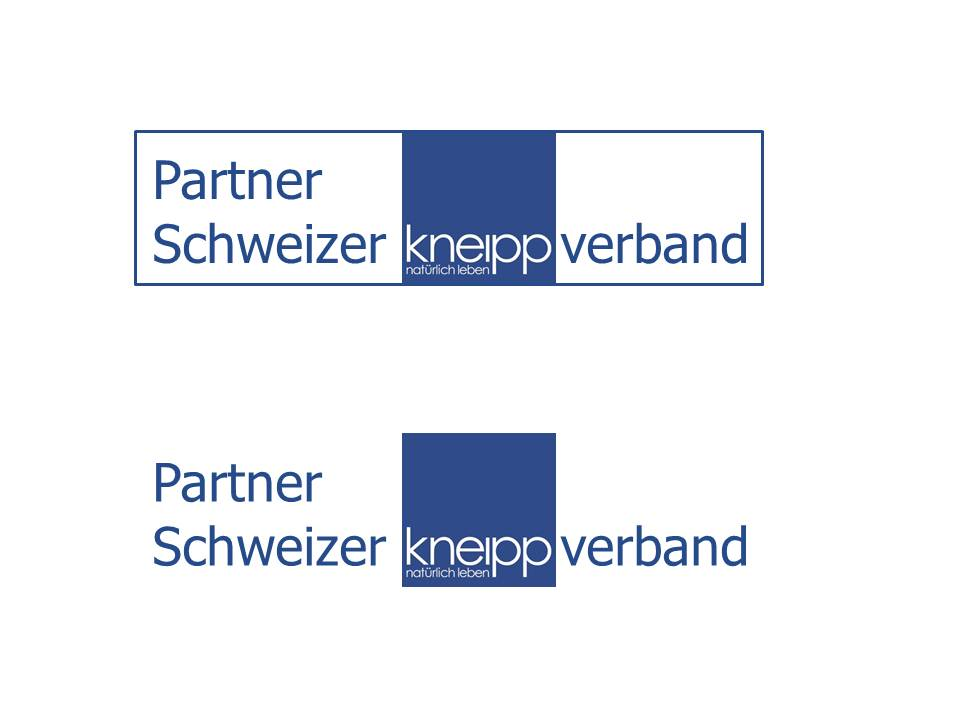 Partner
Schweizer kneipp verband
natürlich leben
Partner
Schweizer kneipp verband
natürlich leben